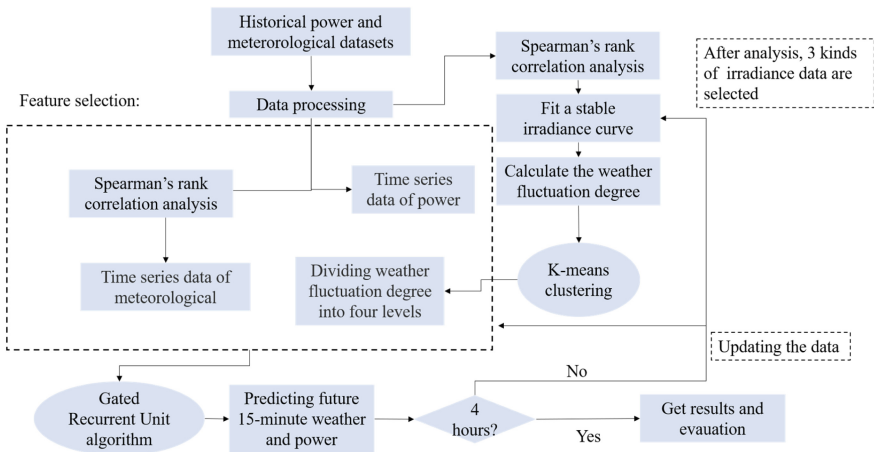 Historical power and
meterorological datasets
Spearman's rank
correlation analysis
After analysis, 3 kinds
of irradiance data are
selected
Feature selection:
Data processing
Fit a stable
irradiance curve
Spearman's rank
correlation analysis
Time series
data of power
Calculate the weather
fluctuation degree
Time series data of
meteorological
Dividing weather
fluctuation degree
into four levels
K-means
clustering
Updating the data
No
Gated
Recurrent Unit
algorithm
Predicting future
15-minute weather
and power
4
hours?
Yes
Get results and
evauation